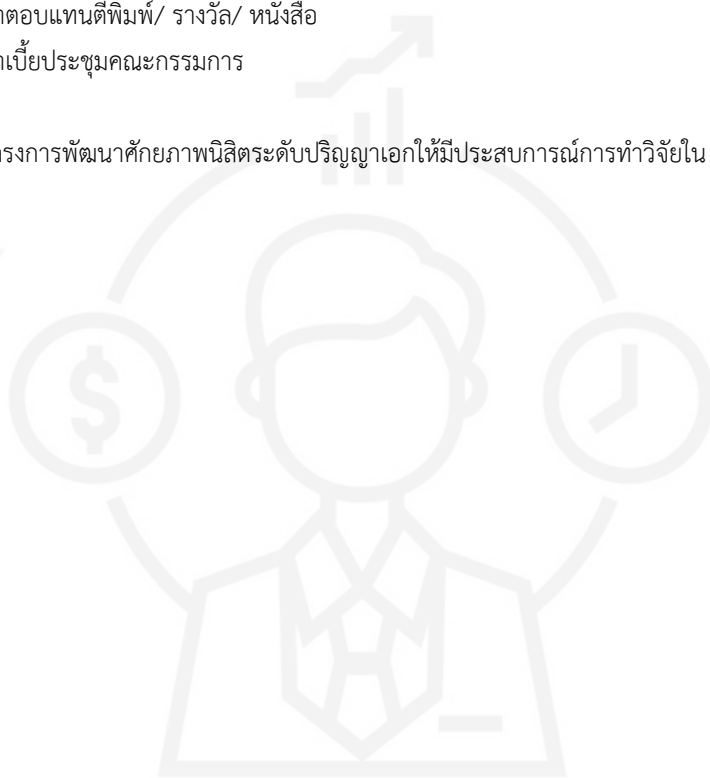 าตอบแทนตีพิมพ์/ รางวัล/ หนังสือ
าเบี้ยประชุมคณะกรรมการ
รงการพัฒนาศักยภาพนิสิตระดับปริญญาเอกให้มีประสบการณ์การทำวิจัยใน
$